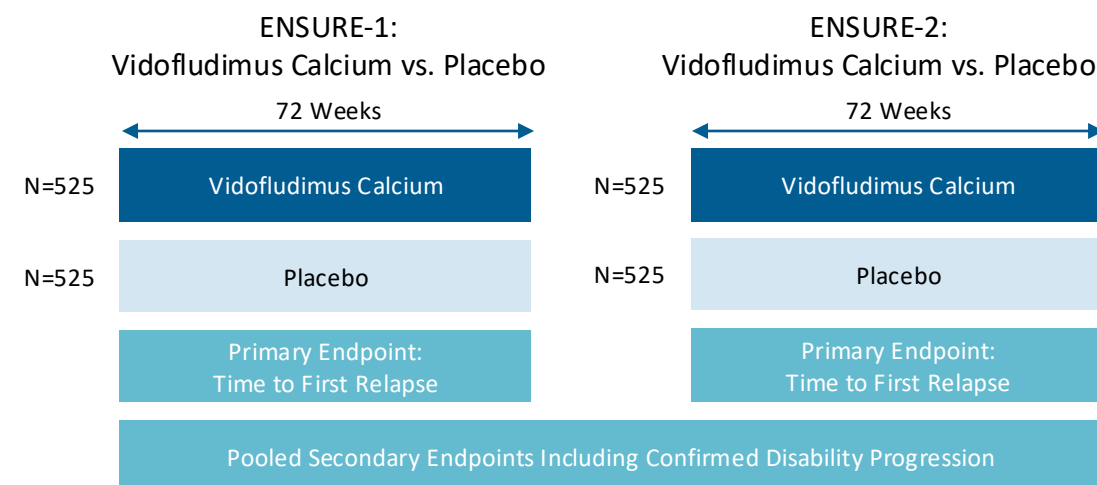 ENSURE-1:
Vidofludimus Calcium vs. Placebo
72 Weeks
N=525
Vidofludimus Calcium
N=525
Placebo
Primary Endpoint:
Time to First Relapse
ENSURE-2:
Vidofludimus Calcium vs. Placebo
72 Weeks
N=525
Vidofludimus Calcium
N=525
Placebo
Primary Endpoint:
Time to First Relapse
Pooled Secondary Endpoints Including Confirmed Disability Progression